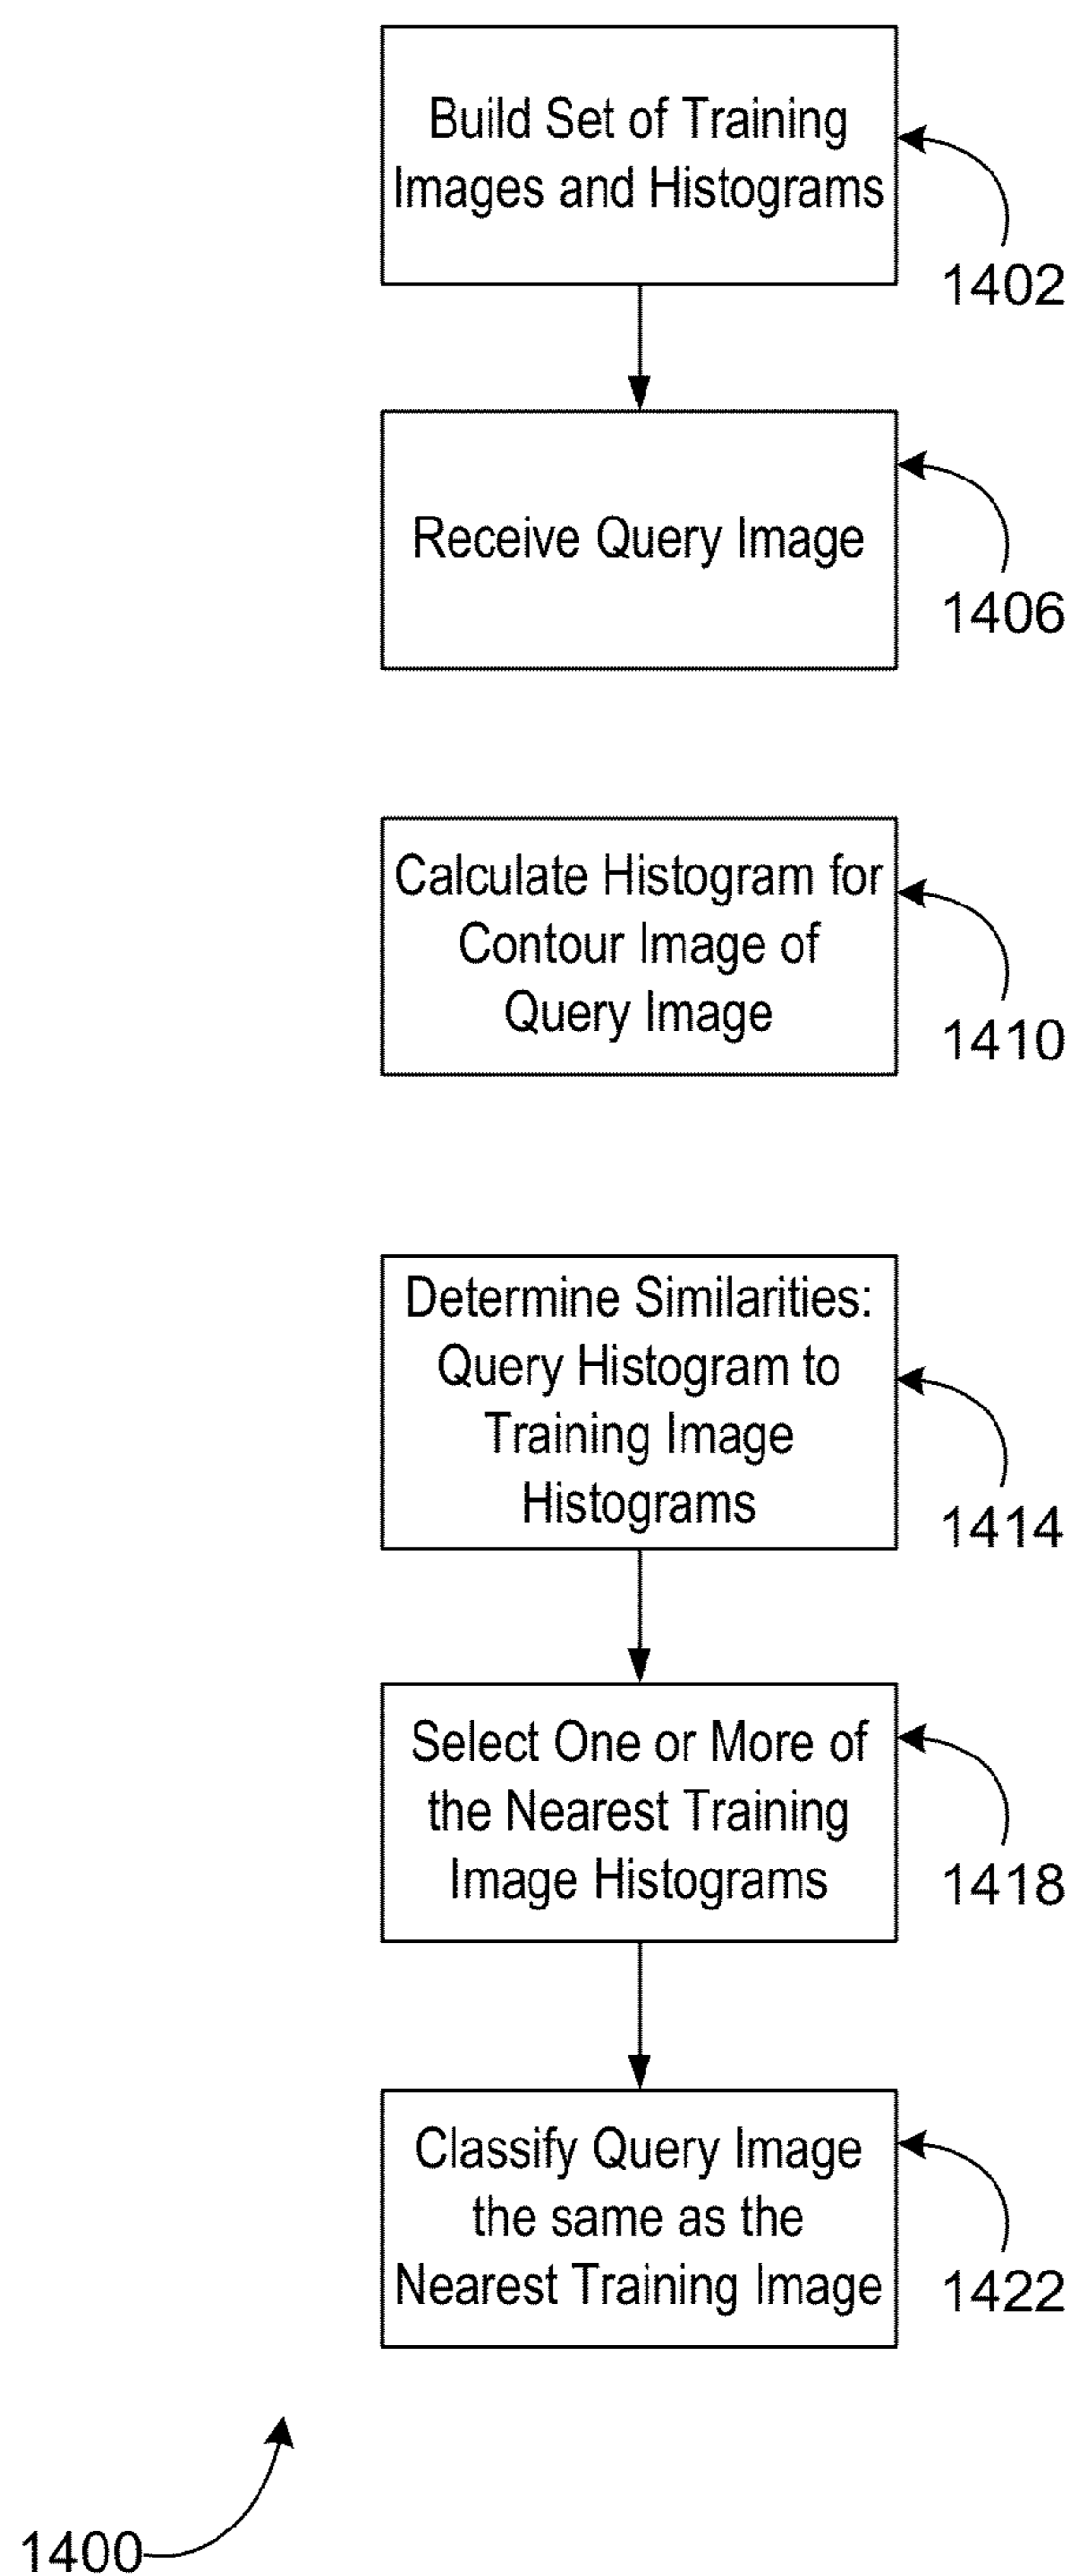 Build Set of Training
Images and Histograms
1402
Receive Query Image
1406
Calculate Histogram for
Contour Image of
Query Image
1410
Determine Similarities:
Query Histogram to
Training Image
Histograms
1414
Select One or More of
the Nearest Training
Image Histograms
1418
Classify Query Image
the same as the
Nearest Training Image
1422
1400